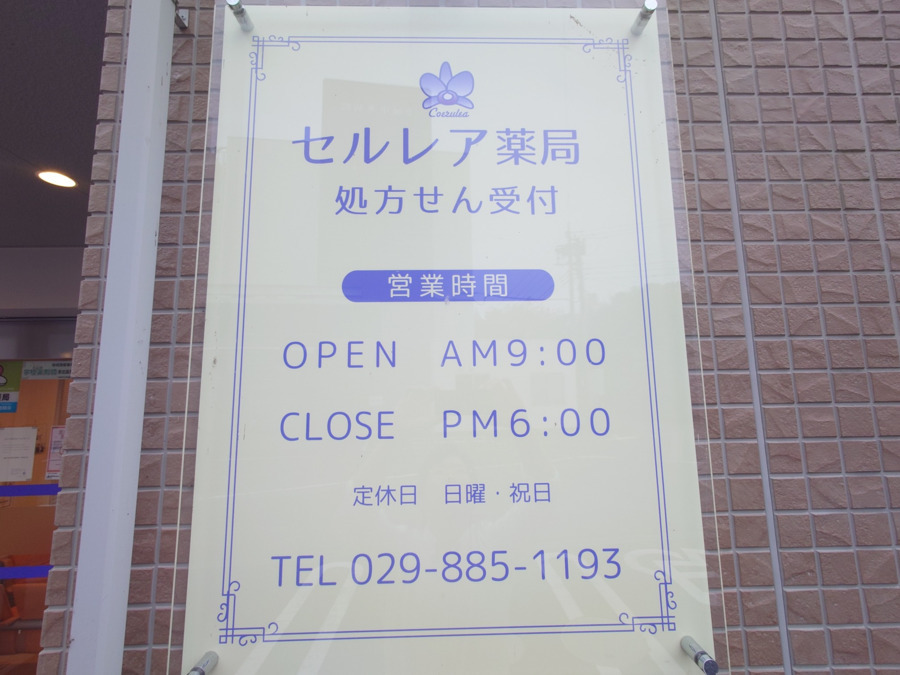 Coerulea
セルレア薬局
処方せん受付
営業時間
OPEN AM9:00
CLOSE PM6:00
定休日 日曜・祝日
TEL 029-885-1193